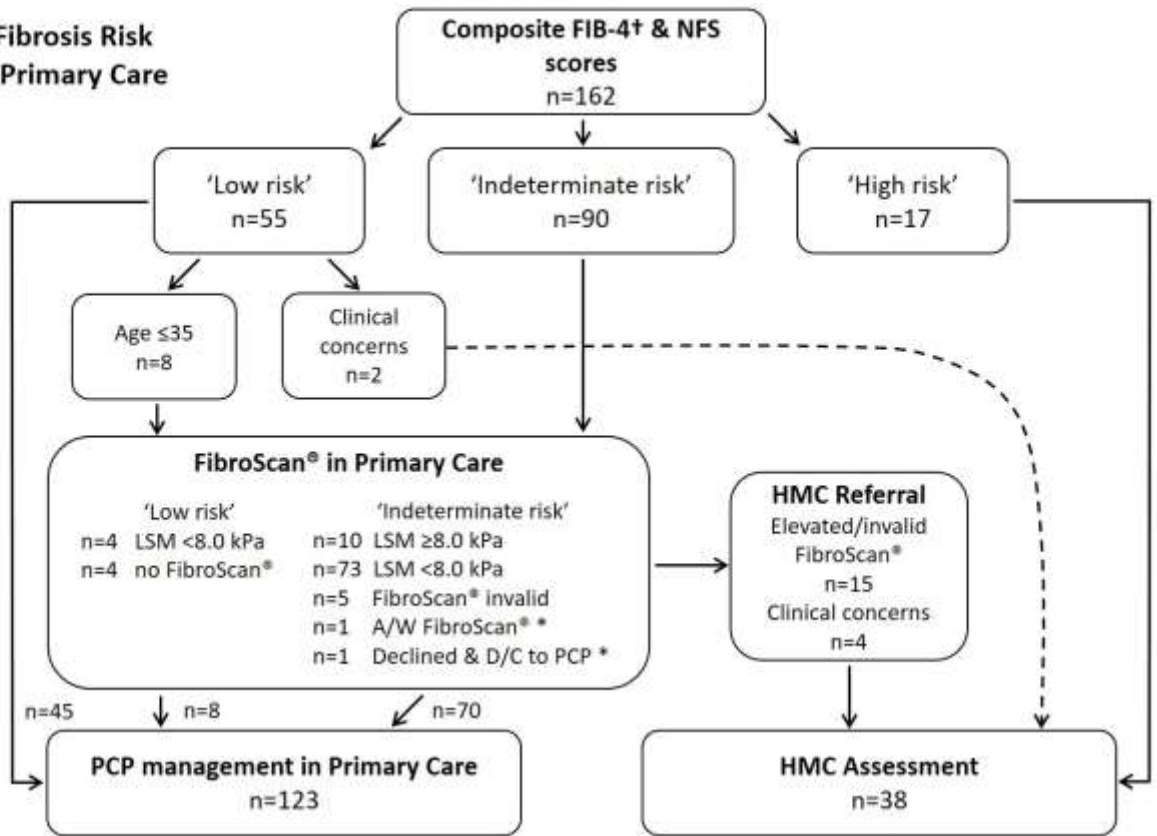 Fibrosis Risk
Primary Care
Composite FIB-4† & NFS
scores
n=162
‘Low risk’
n=55
‘Indeterminate risk’
n=90
‘High risk’
n=17
Age ≤35
n=8
Clinical
concerns
n=2
FibroScan® in Primary Care
‘Low risk’
n=4 LSM <8.0 kPa
n=4 no FibroScan®
‘Indeterminate risk’
n=10 LSM ≥8.0 kPa
n=73 LSM <8.0 kPa
n=5 FibroScan® invalid
n=1 A/W FibroScan® *
n=1 Declined & D/C to PCP *
HMC Referral
Elevated/invalid
FibroScan®
n=15
Clinical concerns
n=4
n=45
n=8
n=70
PCP management in Primary Care
n=123
HMC Assessment
n=38